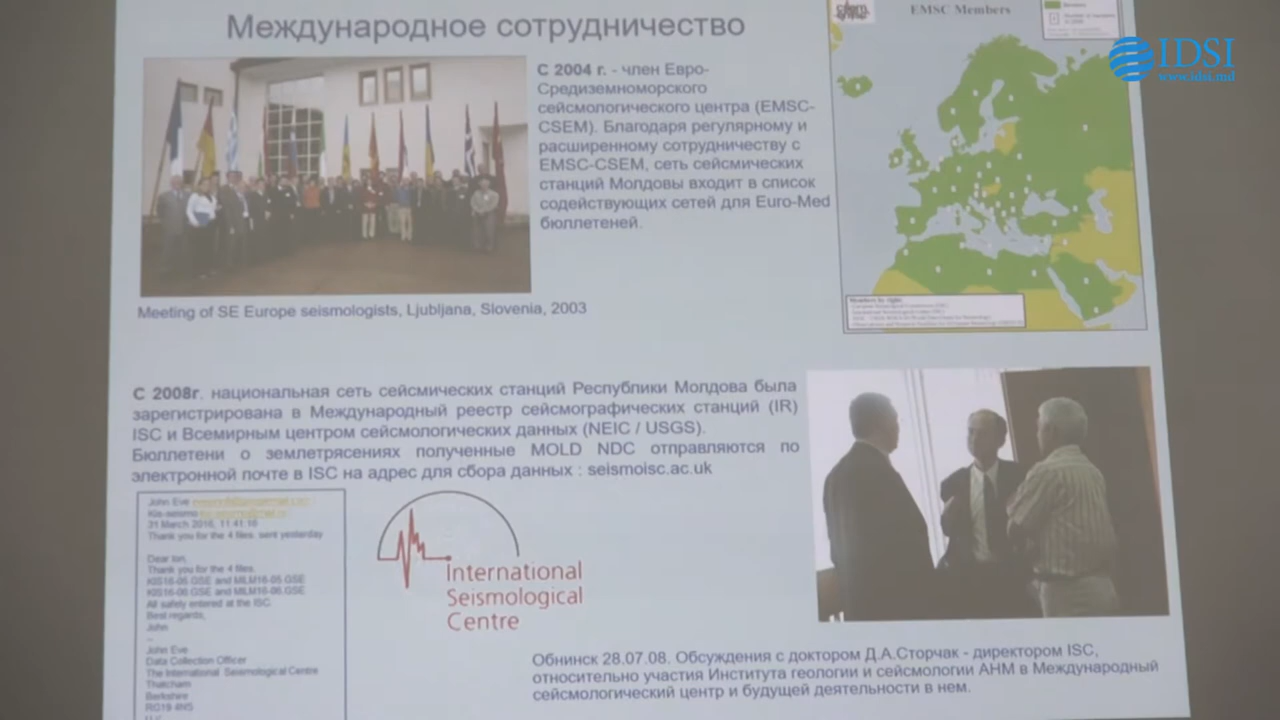 Международное сотрудничество
EMSC Members
IDSI
www.idsi.md
С 2004 г. - член Евро-
Средиземноморского
сейсмологического центра (EMSC-
CSEM). Благодаря регулярному и
расширенному сотрудничеству с
EMSC-CSEM, сеть сейсмических
станций Молдовы входит в список
содействующих сетей для Euro-Med
бюллетеней.
Meeting of SE Europe seismologists, Ljubljana, Slovenia, 2003
С 2008г. национальная сеть сейсмических станций Республики Молдова была
зарегистрирована в Международный реестр сейсмографических станций (IR)
ISC и Всемирным центром сейсмологических данных (NEIC / USGS).
Бюллетени о землетрясениях полученные MOLD NDC отправляются по
электронной почте в ISC на адрес для сбора данных : seismoisc.ac.uk
John Eve
31 March 2016, 11:41:16
Thank you for the 4 files. sent yesterday
Dear Ion,
Thank you for the 4 files.
KIS16-05.GSE and MLM16-05.GSE
KIS16-06.GSE and MLM16-06.GSE
All safely entered at the ISC.
Best regards,
John
--
John Eve
Data Collection Officer
The International Seismological Centre
Thatcham
Berkshire
RG19 4NS
International
Seismological
Centre
Обнинск 28.07.08. Обсуждения с доктором Д.А.Сторчак - директором ISC,
относительно участия Института геологии и сейсмологии АНМ в Международный
сейсмологический центр и будущей деятельности в нем.